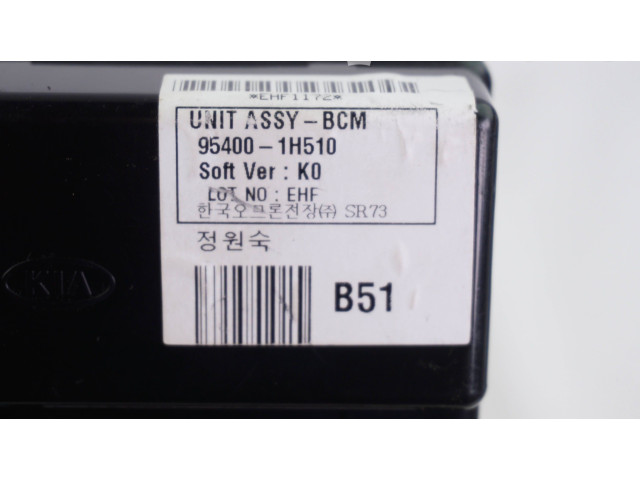 *EHF1172*
UNIT ASSY-BCM
95400-1H510
Soft Ver : K0
LOT NO : EHF
한국오므론전장㈜ SR73
정원숙
B51
KIA